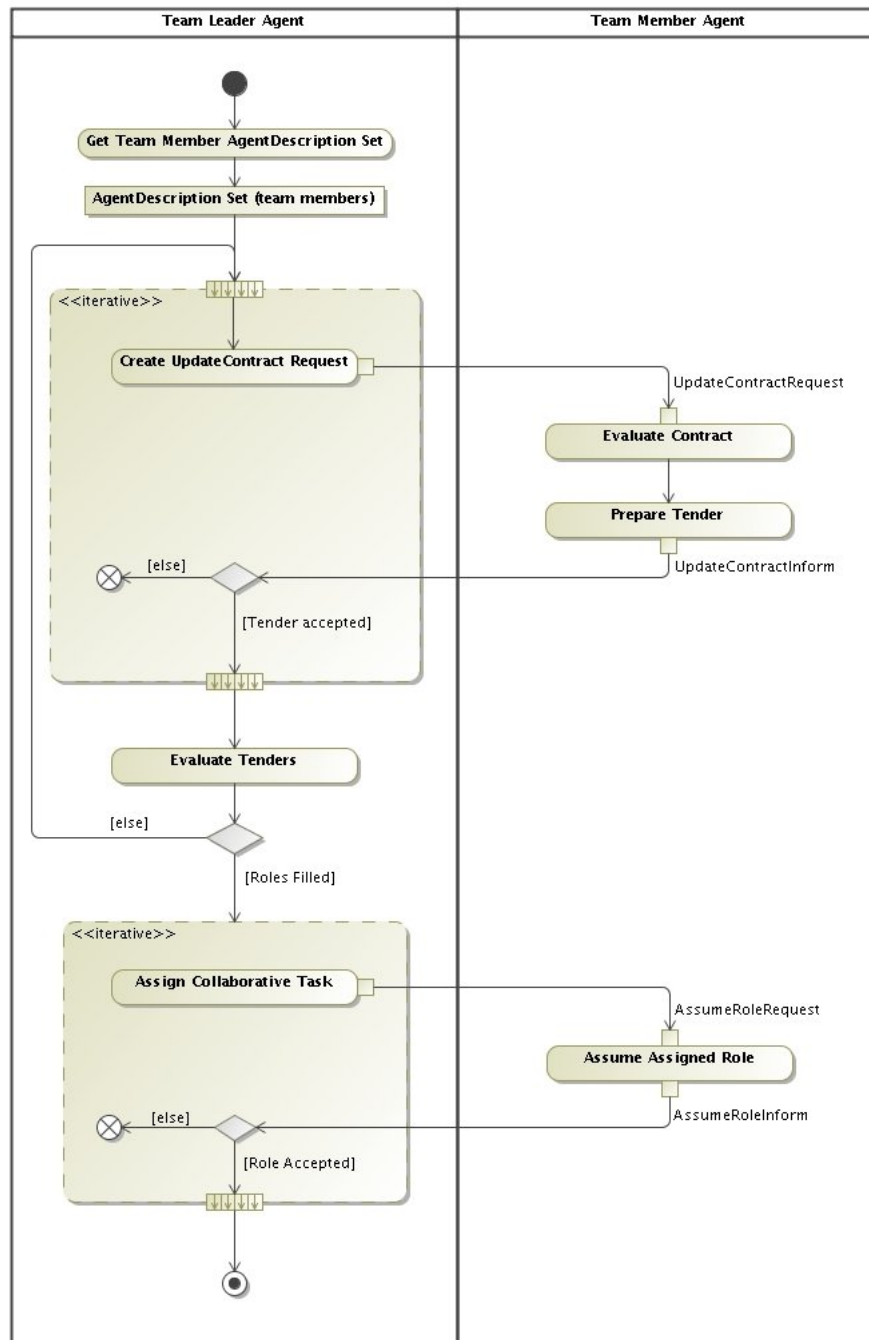 Team Leader Agent
Team Member Agent
Get Team Member AgentDescription Set
AgentDescription Set (team members)
<<iterative>>
Create UpdateContract Request
UpdateContractRequest
Evaluate Contract
Prepare Tender
[else]
UpdateContractInform
[Tender accepted]
Evaluate Tenders
[else]
[Roles Filled]
<<iterative>>
Assign Collaborative Task
AssumeRoleRequest
Assume Assigned Role
[else]
AssumeRoleInform
[Role Accepted]